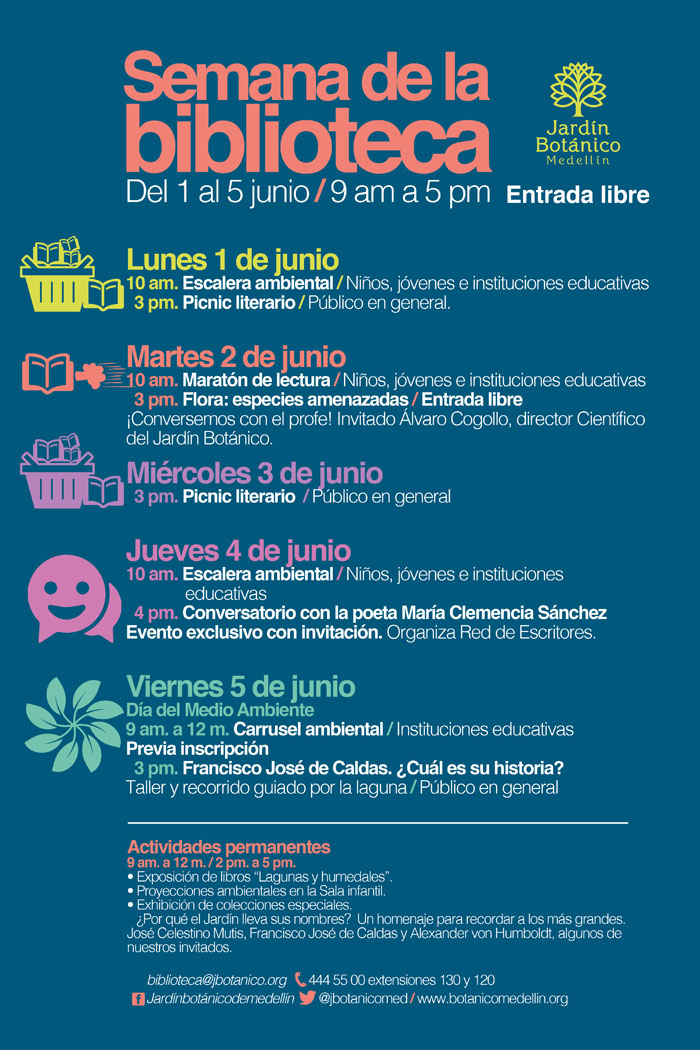 Semana de la
biblioteca
Del 1 al 5 junio / 9 am a 5 pm Entrada libre
Jardín
Botánico
Medellín
Lunes 1 de junio
10 am. Escalera ambiental / Niños, jóvenes e instituciones educativas
3 pm. Picnic literario / Público en general.
Martes 2 de junio
10 am. Maratón de lectura / Niños, jóvenes e instituciones educativas
3 pm. Flora: especies amenazadas / Entrada libre
¡Conversemos con el profe! Invitado Álvaro Cogollo, director Científico
del Jardín Botánico.
Miércoles 3 de junio
3 pm. Picnic literario / Público en general
Jueves 4 de junio
10 am. Escalera ambiental / Niños, jóvenes e instituciones
educativas
4 pm. Conversatorio con la poeta María Clemencia Sánchez
Evento exclusivo con invitación. Organiza Red de Escritores.
Viernes 5 de junio
Día del Medio Ambiente
9 am. a 12 m. Carrusel ambiental / Instituciones educativas
Previa inscripción
3 pm. Francisco José de Caldas. ¿Cuál es su historia?
Taller y recorrido guiado por la laguna / Público en general
Actividades permanentes
9 am. a 12 m. / 2 pm. a 5 pm.
• Exposición de libros “Lagunas y humedales”.
• Proyecciones ambientales en la Sala infantil.
• Exhibición de colecciones especiales.
¿Por qué el Jardín lleva sus nombres? Un homenaje para recordar a los más grandes.
José Celestino Mutis, Francisco José de Caldas y Alexander von Humboldt, algunos de
nuestros invitados.
biblioteca@jbotanico.org 444 55 00 extensiones 130 y 120
Jardínbotánicodemedellín @jbotanicomed / www.botanicomedellin.org